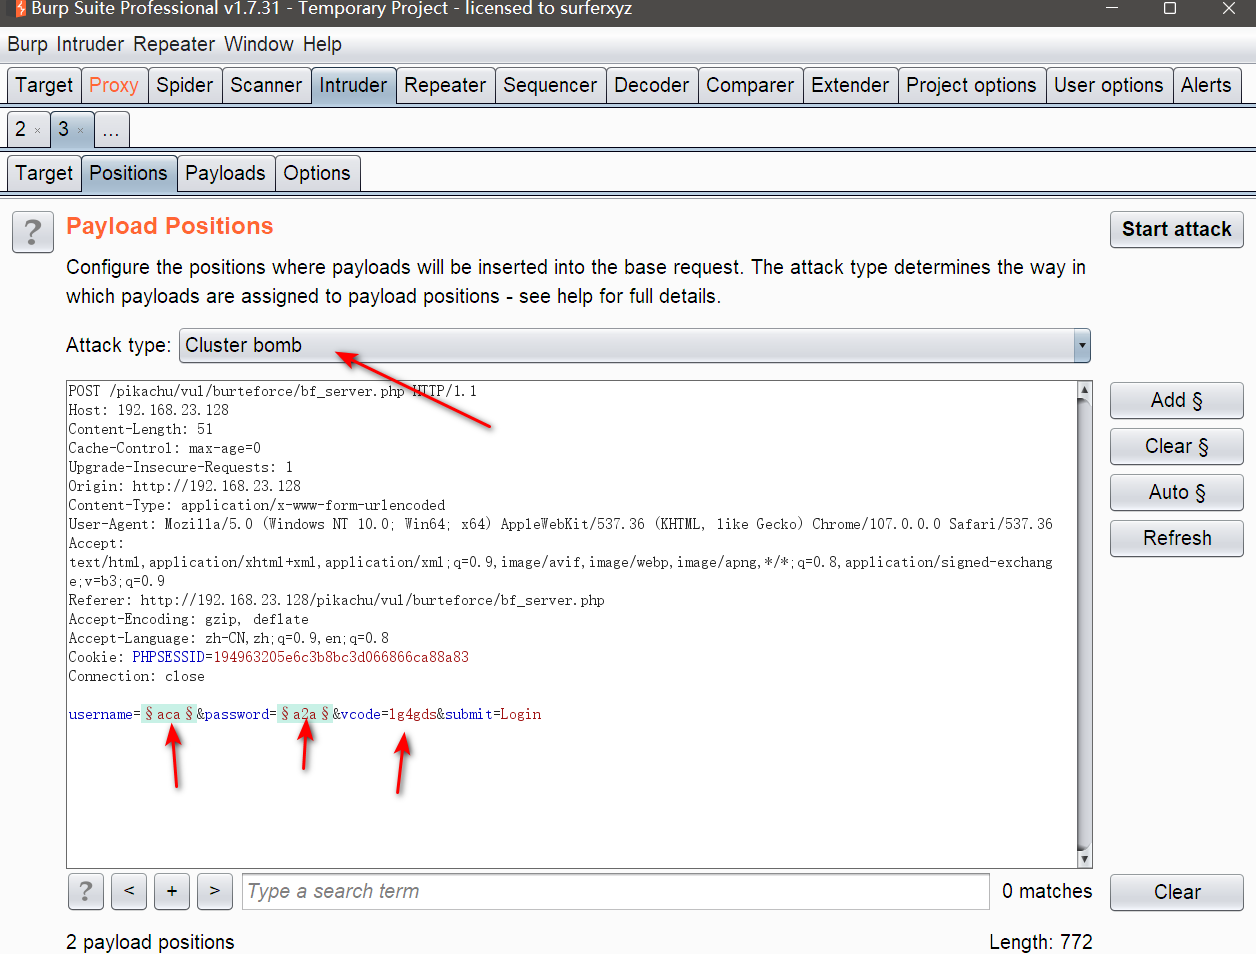 Burp Suite Professional v1.7.31 - Temporary Project - licensed to surferxyz
Burp Intruder Repeater Window Help
Target Proxy Spider Scanner Intruder Repeater Sequencer Decoder Comparer Extender Project options User options Alerts
2 × 3 × ...
Target Positions Payloads Options
? Payload Positions Start attack
Configure the positions where payloads will be inserted into the base request. The attack type determines the way in
which payloads are assigned to payload positions - see help for full details.
Attack type: Cluster bomb
POST /pikachu/vul/burteforce/bf_server.php HTTP/1.1
Host: 192.168.23.128
Content-Length: 51
Cache-Control: max-age=0
Upgrade-Insecure-Requests: 1
Origin: http://192.168.23.128
Content-Type: application/x-www-form-urlencoded
User-Agent: Mozilla/5.0 (Windows NT 10.0; Win64; x64) AppleWebKit/537.36 (KHTML, like Gecko) Chrome/107.0.0.0 Safari/537.36
Accept:
text/html,application/xhtml+xml,application/xml;q=0.9,image/avif,image/webp,image/apng,*/*;q=0.8,application/signed-exchang
e;v=b3;q=0.9
Referer: http://192.168.23.128/pikachu/vul/burteforce/bf_server.php
Accept-Encoding: gzip, deflate
Accept-Language: zh-CN,zh;q=0.9,en;q=0.8
Cookie: PHPSESSID=194963205e6c3b8bc3d066866ca88a83
Connection: close
username=§aca§&password=§a2a§&vcode=1g4gds&submit=Login
Add §
Clear §
Auto §
Refresh
? < + > Type a search term 0 matches Clear
2 payload positions Length: 772